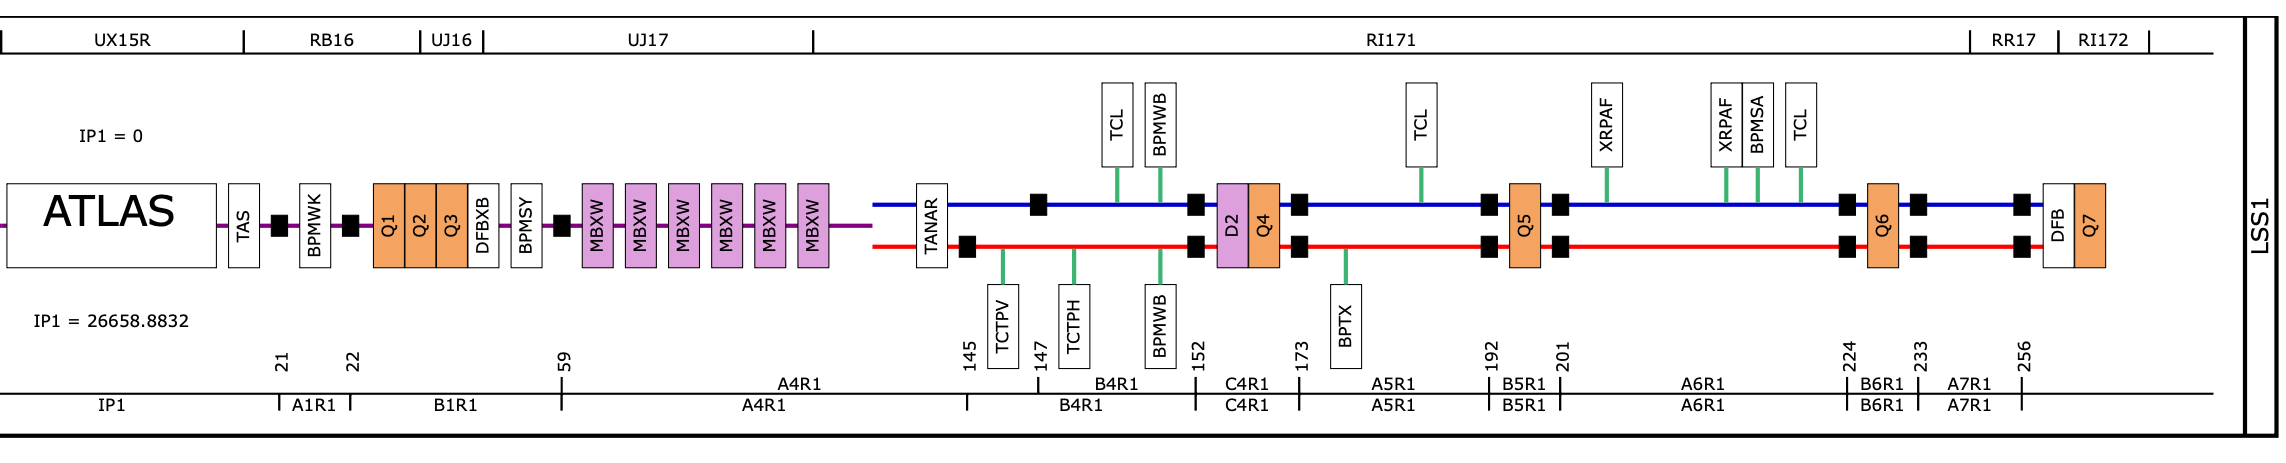 UX15R RB16 UJ16 UJ17 RI171 RR17 RI172
TCL BPMWB TCL XRPAF XRPAF BPMSA TCL
IP1 = 0
ATLAS TAS BPMWK Q1 Q2 Q3 DFBXB BPMSY MBXW MBXW MBXW MBXW MBXW MBXW TANAR D2 Q4 Q5 Q6 DFB Q7
LSS1
IP1 = 26658.8832
TCTPV TCTPH BPMWB BPTX
21 22 59 145 147 152 173 192 201 224 233 256
A4R1 B4R1 C4R1 A5R1 B5R1 A6R1 B6R1 A7R1
IP1 A1R1 B1R1 A4R1 B4R1 C4R1 A5R1 B5R1 A6R1 B6R1 A7R1